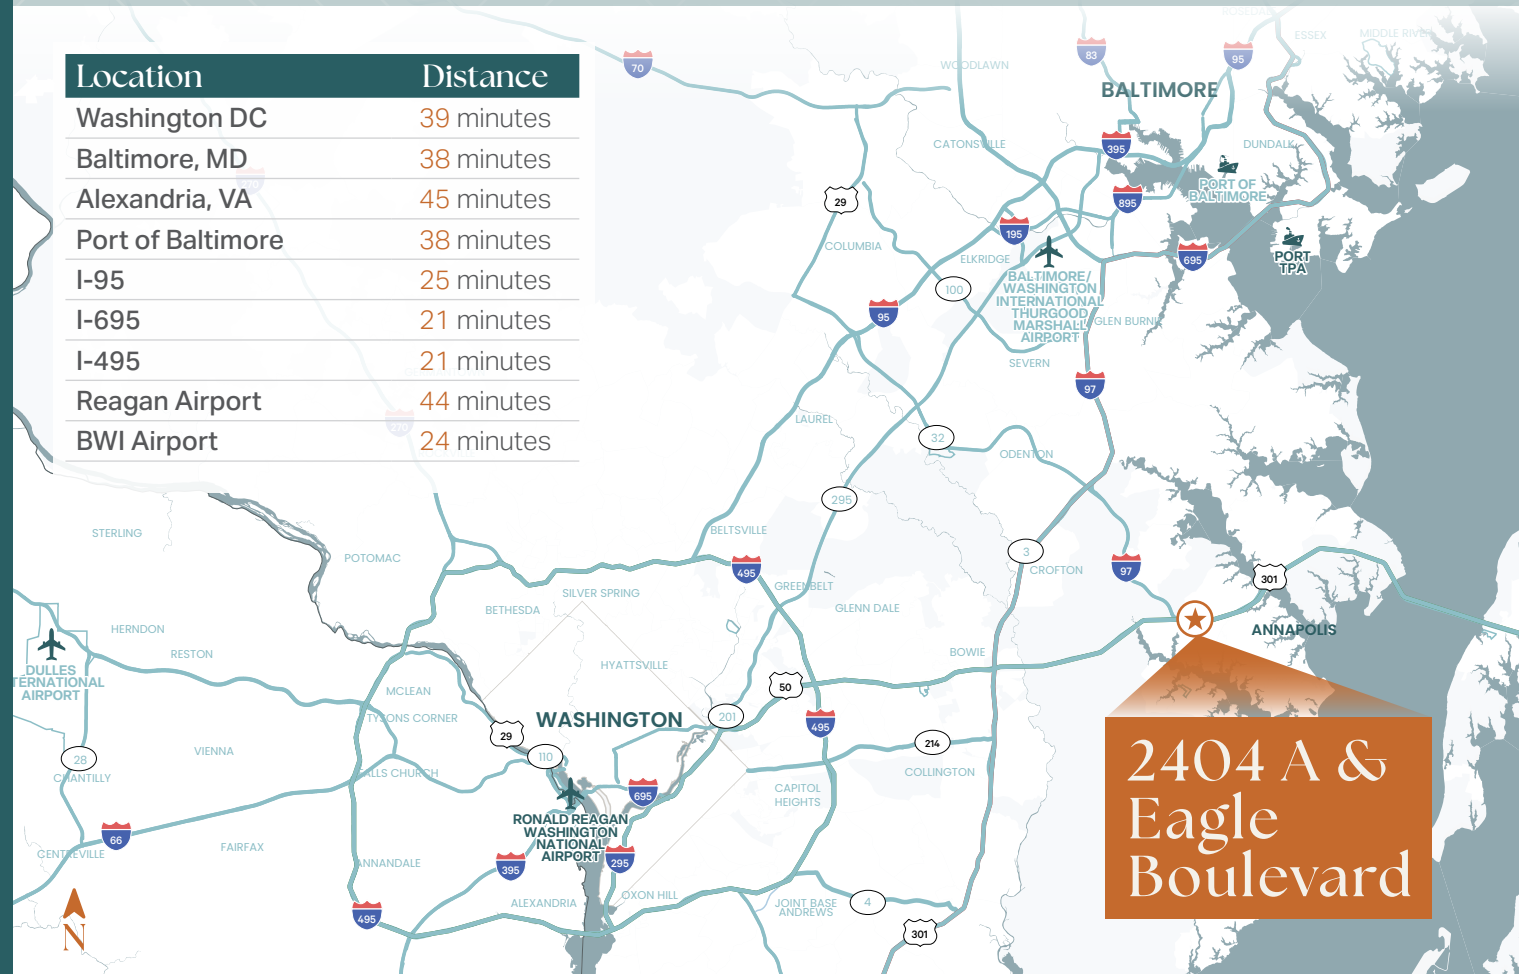 Location Distance
Washington DC 39 minutes
Baltimore, MD 38 minutes
Alexandria, VA 45 minutes
Port of Baltimore 38 minutes
I-95 25 minutes
I-695 21 minutes
I-495 21 minutes
Reagan Airport 44 minutes
BWI Airport 24 minutes
70
83
95
ESSEX
MIDDLE RIVER
WOODLAWN
BALTIMORE
CATONSVILLE
395
DUNDALK
PORT OF
BALTIMORE
895
29
195
COLUMBIA
ELKRIDGE
695
PORT
TPA
100
BALTIMORE/
WASHINGTON
INTERNATIONAL
THURGOOD
MARSHALL
AIRPORT
95
GLEN BURNIE
SEVERN
97
270
LAUREL
32
ODENTON
295
STERLING
BELTSVILLE
POTOMAC
3
CROFTON
97
495
301
GREENBELT
SILVER SPRING
BETHESDA
GLENN DALE
HERNDON
ANNAPOLIS
RESTON
BOWIE
DULLES
TERNATIONAL
AIRPORT
HYATTSVILLE
MCLEAN
50
TYSONS CORNER
WASHINGTON
201
495
29
214
VIENNA
110
28
CHANTILLY
ALLS CHURCH
COLLINGTON
CAPITOL
HEIGHTS
695
RONALD REAGAN
WASHINGTON
NATIONAL
AIRPORT
66
FAIRFAX
CENTREVILLE
ANNANDALE
395
295
OXON HILL
ALEXANDRIA
JOINT BASE
ANDREWS
4
495
301
N
2404 A &
Eagle
Boulevard